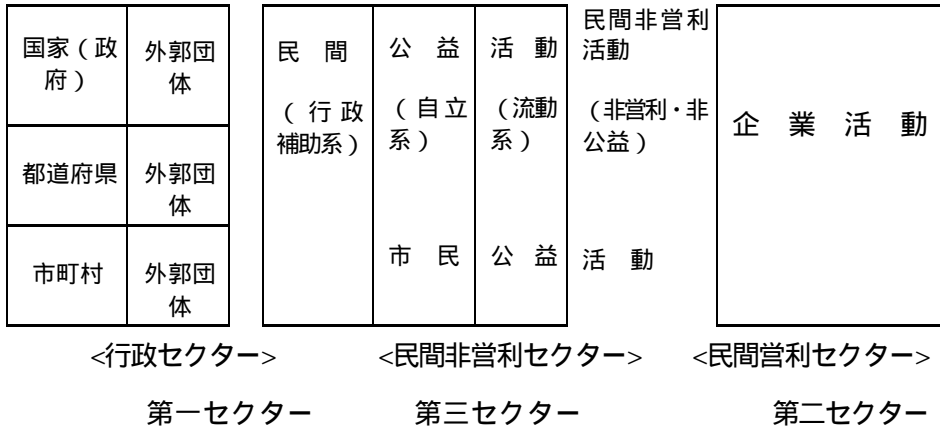 国家(政
府)
外郭団
体
都道府県
外郭団
体
市町村
外郭団
体
民 間 公 益 活 動
(行政
補助系)
(自立
系)
(流動
系)
市 民 公 益 活 動
民間非営利
活動
(非営利・非
公益)
企 業 活 動
<行政セクター> <民間非営利セクター> <民間営利セクター>
第一セクター 第三セクター 第二セクター